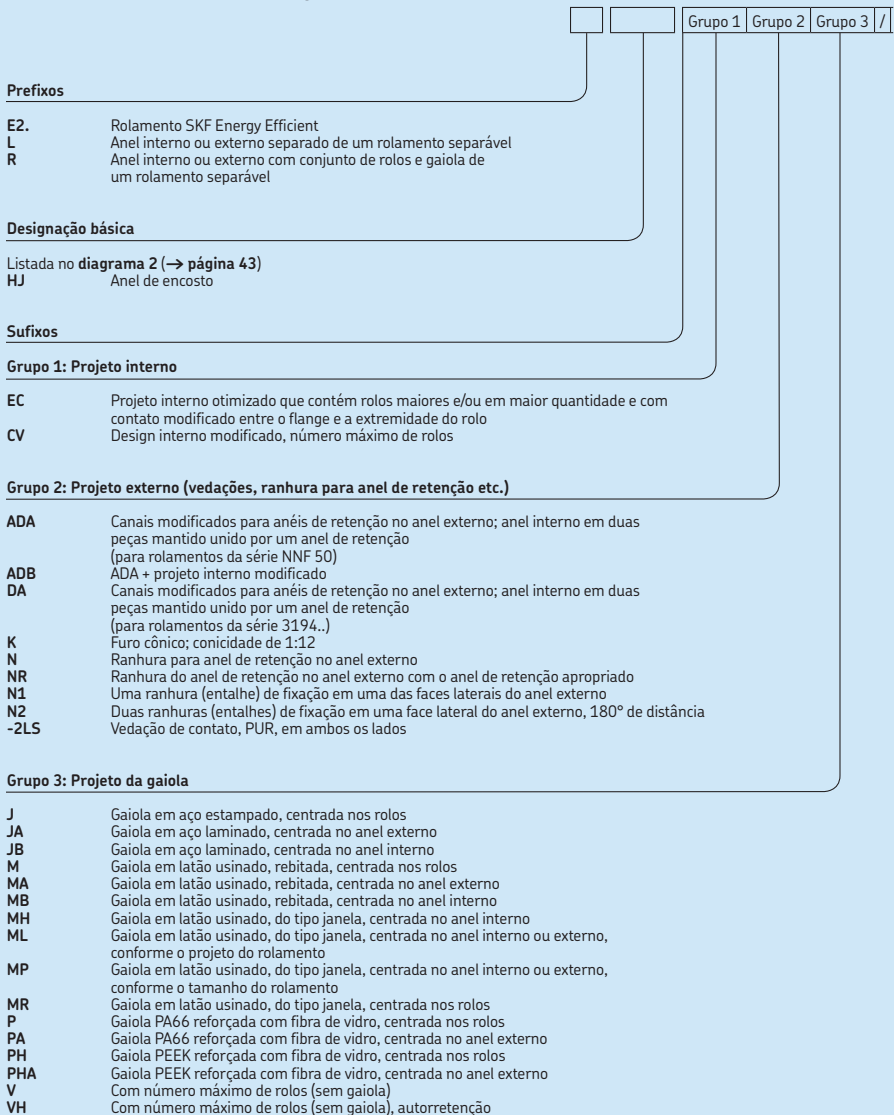 Grupo 1 Grupo 2 Grupo 3 /
Prefixos
E2. Rolamento SKF Energy Efficient
L Anel interno ou externo separado de um rolamento separável
R Anel interno ou externo com conjunto de rolos e gaiola de
um rolamento separável
Designação básica
Listada no diagrama 2 (→ página 43)
HJ Anel de encosto
Sufixos
Grupo 1: Projeto interno
EC Projeto interno otimizado que contém rolos maiores e/ou em maior quantidade e com
contato modificado entre o flange e a extremidade do rolo
CV Design interno modificado, número máximo de rolos
Grupo 2: Projeto externo (vedações, ranhura para anel de retenção etc.)
ADA Canais modificados para anéis de retenção no anel externo; anel interno em duas
peças mantido unido por um anel de retenção
(para rolamentos da série NNF 50)
ADB ADA + projeto interno modificado
DA Canais modificados para anéis de retenção no anel externo; anel interno em duas
peças mantido unido por um anel de retenção
(para rolamentos da série 3194..)
K Furo cônico; conicidade de 1:12
N Ranhura para anel de retenção no anel externo
NR Ranhura do anel de retenção no anel externo com o anel de retenção apropriado
N1 Uma ranhura (entalhe) de fixação em uma das faces laterais do anel externo
N2 Duas ranhuras (entalhes) de fixação em uma face lateral do anel externo, 180° de distância
-2LS Vedação de contato, PUR, em ambos os lados
Grupo 3: Projeto da gaiola
J Gaiola em aço estampado, centrada nos rolos
JA Gaiola em aço laminado, centrada no anel externo
JB Gaiola em aço laminado, centrada no anel interno
M Gaiola em latão usinado, rebitada, centrada nos rolos
MA Gaiola em latão usinado, rebitada, centrada no anel externo
MB Gaiola em latão usinado, rebitada, centrada no anel interno
MH Gaiola em latão usinado, do tipo janela, centrada no anel interno
ML Gaiola em latão usinado, do tipo janela, centrada no anel interno ou externo,
conforme o projeto do rolamento
MP Gaiola em latão usinado, do tipo janela, centrada no anel interno ou externo,
conforme o tamanho do rolamento
MR Gaiola em latão usinado, do tipo janela, centrada nos rolos
P Gaiola PA66 reforçada com fibra de vidro, centrada nos rolos
PA Gaiola PA66 reforçada com fibra de vidro, centrada no anel externo
PH Gaiola PEEK reforçada com fibra de vidro, centrada nos rolos
PHA Gaiola PEEK reforçada com fibra de vidro, centrada no anel externo
V Com número máximo de rolos (sem gaiola)
VH Com número máximo de rolos (sem gaiola), autorretenção